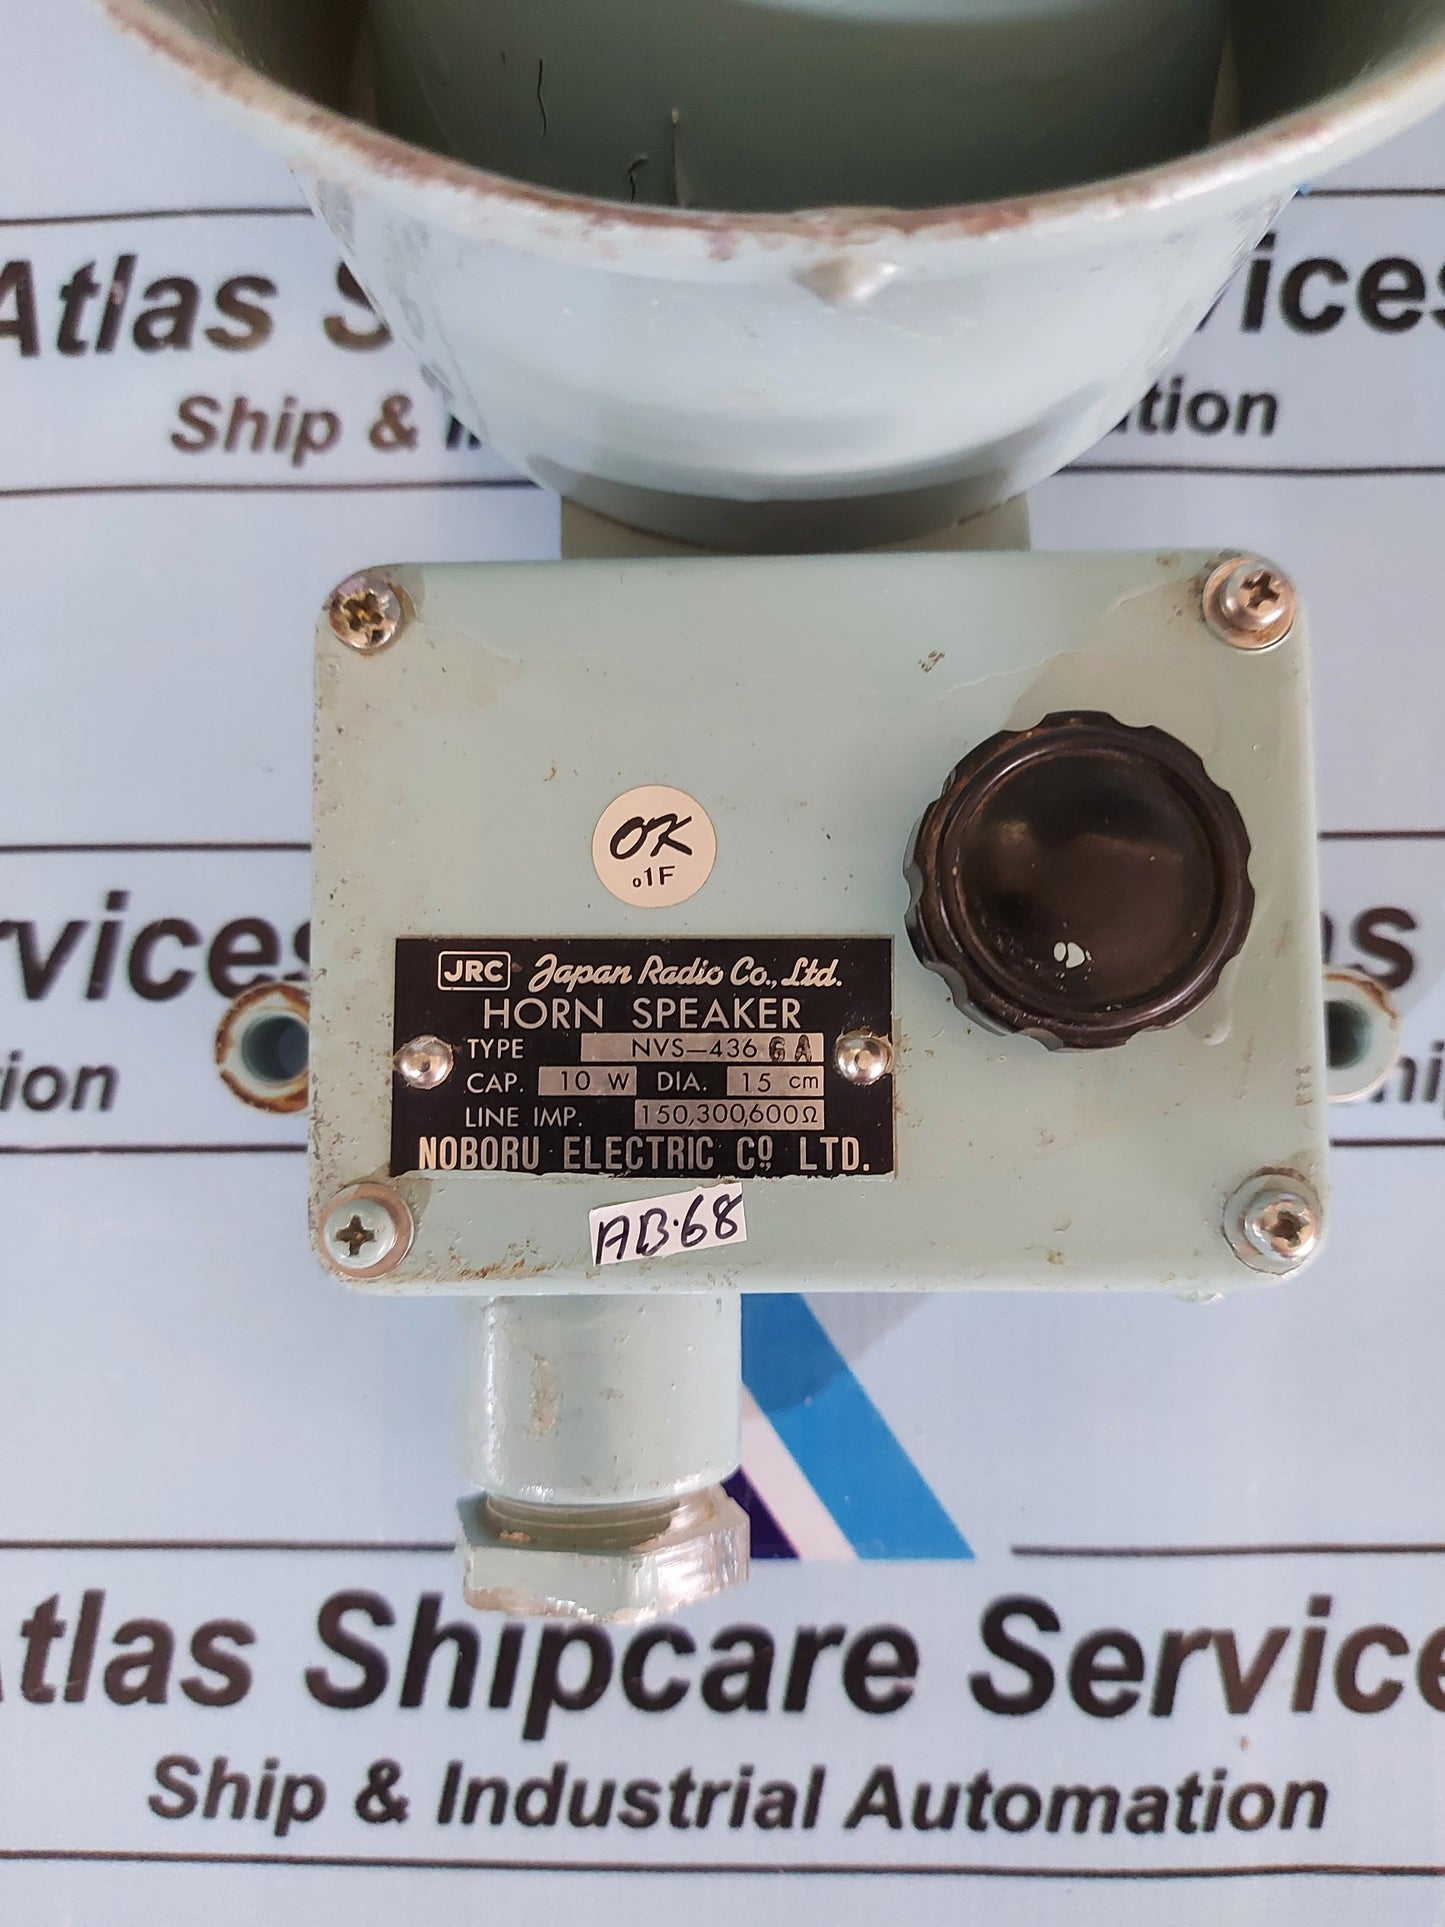 Atlas S vices
Ship & tion
OK
01F
rvices
tion
JRC Japan Radio Co., Ltd.
HORN SPEAKER
TYPE NVS-436 6A
CAP. 10 W DIA. 15 cm
LINE IMP. 150,300,600Ω
NOBORU ELECTRIC CO., LTD.
AB·68
tlas Shipcare Service
Ship & Industrial Automation